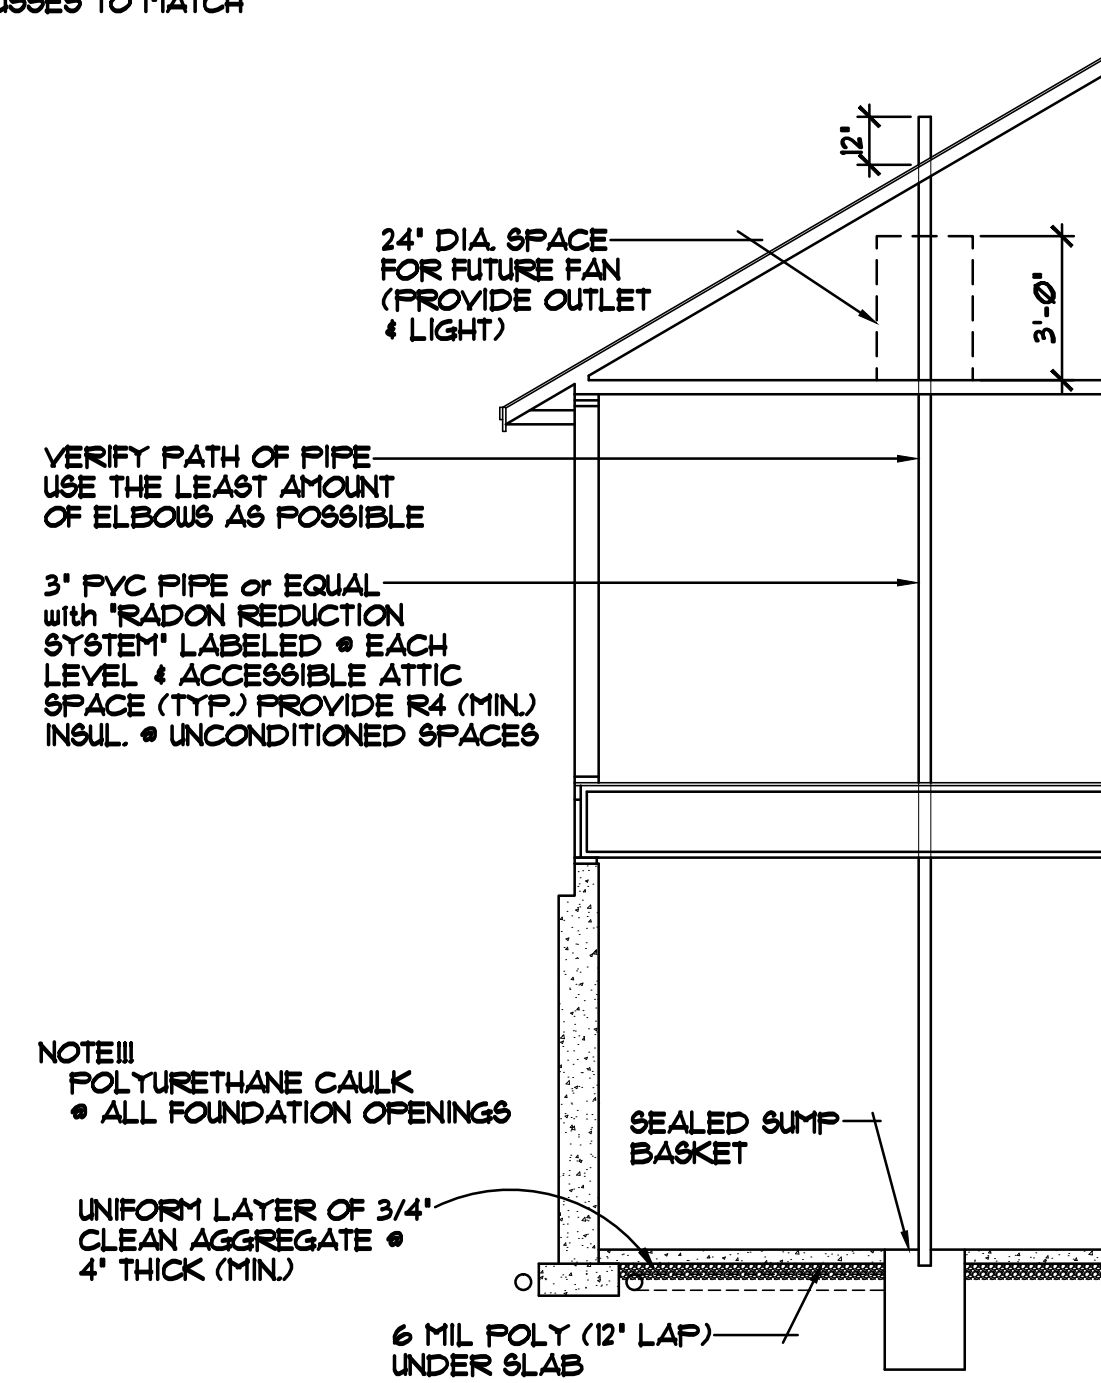 TO MATCH
12"
24" DIA. SPACE
FOR FUTURE FAN
(PROVIDE OUTLET
& LIGHT)
3'-0"
VERIFY PATH OF PIPE
USE THE LEAST AMOUNT
OF ELBOWS AS POSSIBLE
3" PVC PIPE or EQUAL
with "RADON REDUCTION
SYSTEM" LABELED @ EACH
LEVEL & ACCESSIBLE ATTIC
SPACE (TYP.) PROVIDE R4 (MIN.)
INSUL. @ UNCONDITIONED SPACES
NOTE!!!
POLYURETHANE CAULK
@ ALL FOUNDATION OPENINGS
SEALED SUMP
BASKET
UNIFORM LAYER OF 3/4"
CLEAN AGGREGATE @
4" THICK (MIN.)
6 MIL POLY (12" LAP)
UNDER SLAB